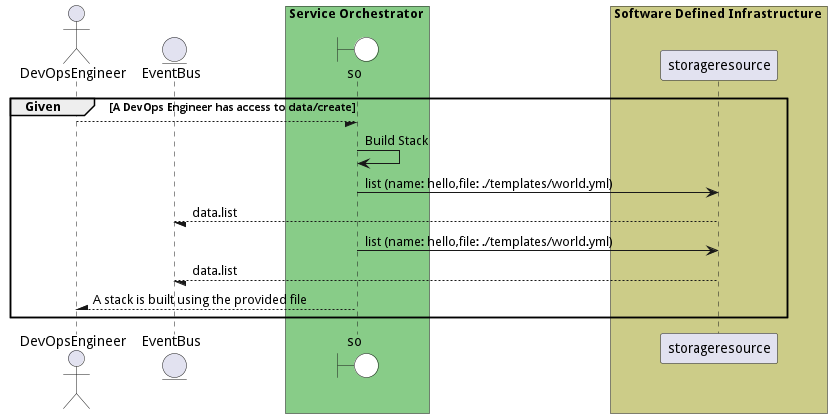 Service Orchestrator
Software Defined Infrastructure
DevOpsEngineer
EventBus
so
storageresource
Given
[A DevOps Engineer has access to data/create]
Build Stack
list (name: hello,file: ./templates/world.yml)
data.list
list (name: hello,file: ./templates/world.yml)
data.list
A stack is built using the provided file
DevOpsEngineer
EventBus
so
storageresource